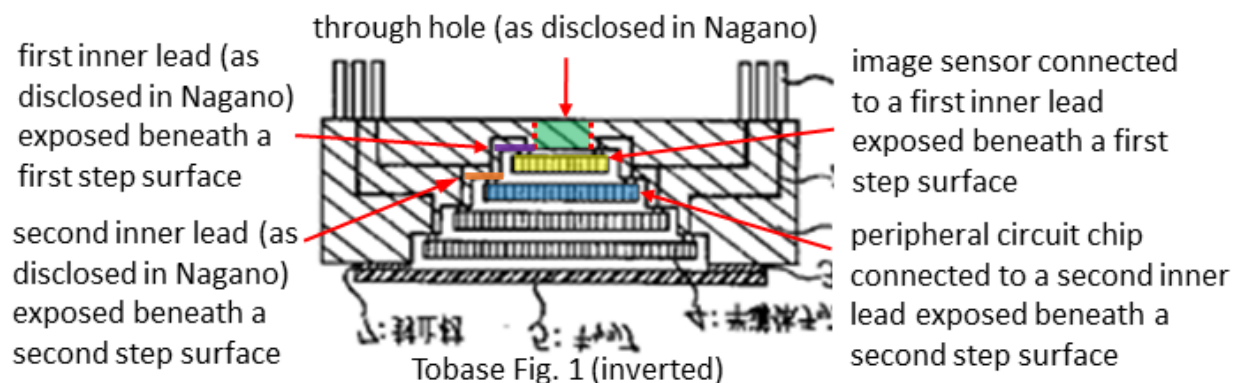 through hole (as disclosed in Nagano)
first inner lead (as
disclosed in Nagano)
exposed beneath a
first step surface
second inner lead (as
disclosed in Nagano)
exposed beneath a
second step surface
image sensor connected
to a first inner lead
exposed beneath a first
step surface
peripheral circuit chip
connected to a second inner
lead exposed beneath a
second step surface
Tobase Fig. 1 (inverted)